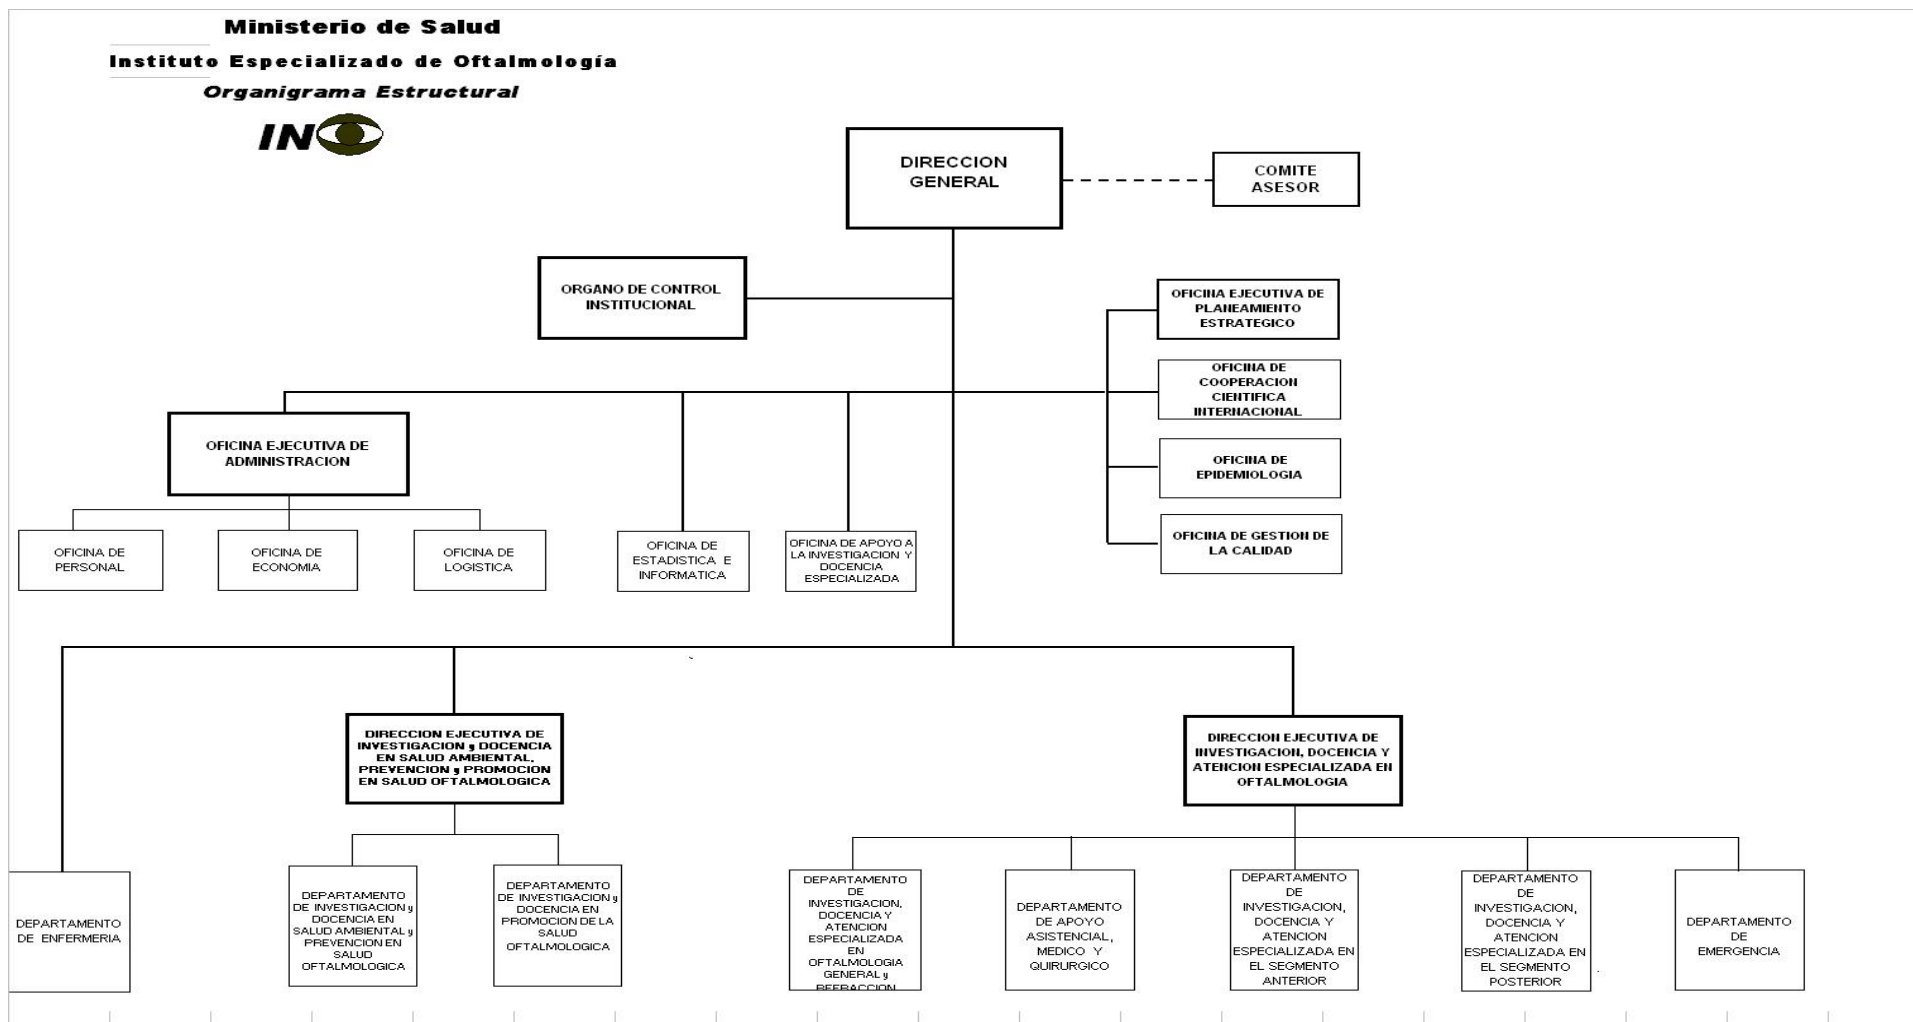 Ministerio de Salud
Instituto Especializado de Oftalmología
Organigrama Estructural
IN
DIRECCION
GENERAL
COMITE
ASESOR
ORGANO DE CONTROL
INSTITUCIONAL
OFICINA EJECUTIVA DE
PLANEAMIENTO
ESTRATEGICO
OFICINA DE
COOPERACION
CIENTIFICA
INTERNACIONAL
OFICINA EJECUTIVA DE
ADMINISTRACION
OFICINA DE
EPIDEMIOLOGIA
OFICINA DE GESTION DE
LA CALIDAD
OFICINA DE
PERSONAL
OFICINA DE
ECONOMIA
OFICINA DE
LOGISTICA
OFICINA DE
ESTADISTICA E
INFORMATICA
OFICINA DE APOYO A
LA INVESTIGACION Y
DOCENCIA
ESPECIALIZADA
DIRECCION EJECUTIVA DE
INVESTIGACION y DOCENCIA
EN SALUD AMBIENTAL,
PREVENCION y PROMOCION
EN SALUD OFTALMOLOGICA
DIRECCION EJECUTIVA DE
INVESTIGACION, DOCENCIA Y
ATENCION ESPECIALIZADA EN
OFTALMOLOGIA
DEPARTAMENTO
DE ENFERMERIA
DEPARTAMENTO
DE INVESTIGACION y
DOCENCIA EN
SALUD AMBIENTAL y
PREVENCION EN
SALUD
OFTALMOLOGICA
DEPARTAMENTO
DE INVESTIGACION y
DOCENCIA EN
PROMOCION DE LA
SALUD
OFTALMOLOGICA
DEPARTAMENTO
DE
INVESTIGACION,
DOCENCIA Y
ATENCION
ESPECIALIZADA
EN
OFTALMOLOGIA
GENERAL y
REFRACCION
DEPARTAMENTO
DE APOYO
ASISTENCIAL,
MEDICO Y
QUIRURGICO
DEPARTAMENTO
DE
INVESTIGACION,
DOCENCIA Y
ATENCION
ESPECIALIZADA EN
EL SEGMENTO
ANTERIOR
DEPARTAMENTO
DE
INVESTIGACION,
DOCENCIA Y
ATENCION
ESPECIALIZADA EN
EL SEGMENTO
POSTERIOR
DEPARTAMENTO
DE
EMERGENCIA